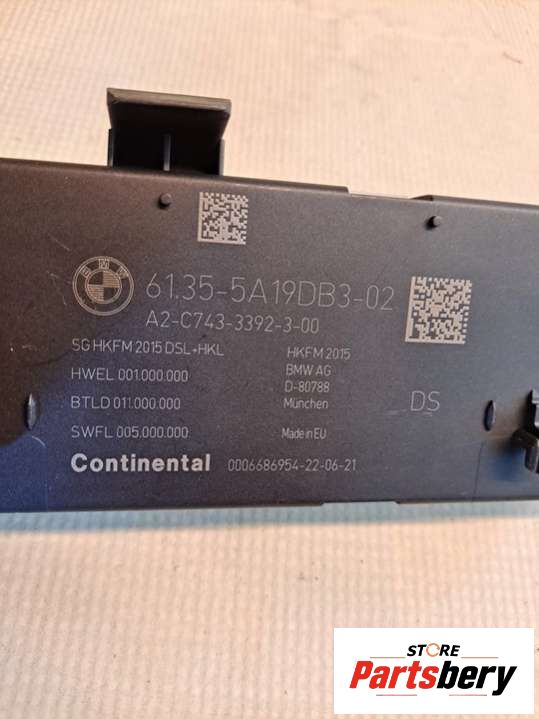 BMW
61.35-5A19DB3-02
A2-C743-3392-3-00
SG HKFM 2015 DSL+HKL
HWEL 001.000.000
BTLD 011.000.000
SWFL 005.000.000
HKFM 2015
BMW AG
D-80788
München
Made in EU
DS
Continental 0006686954-22-06-21
STORE
Partsbery